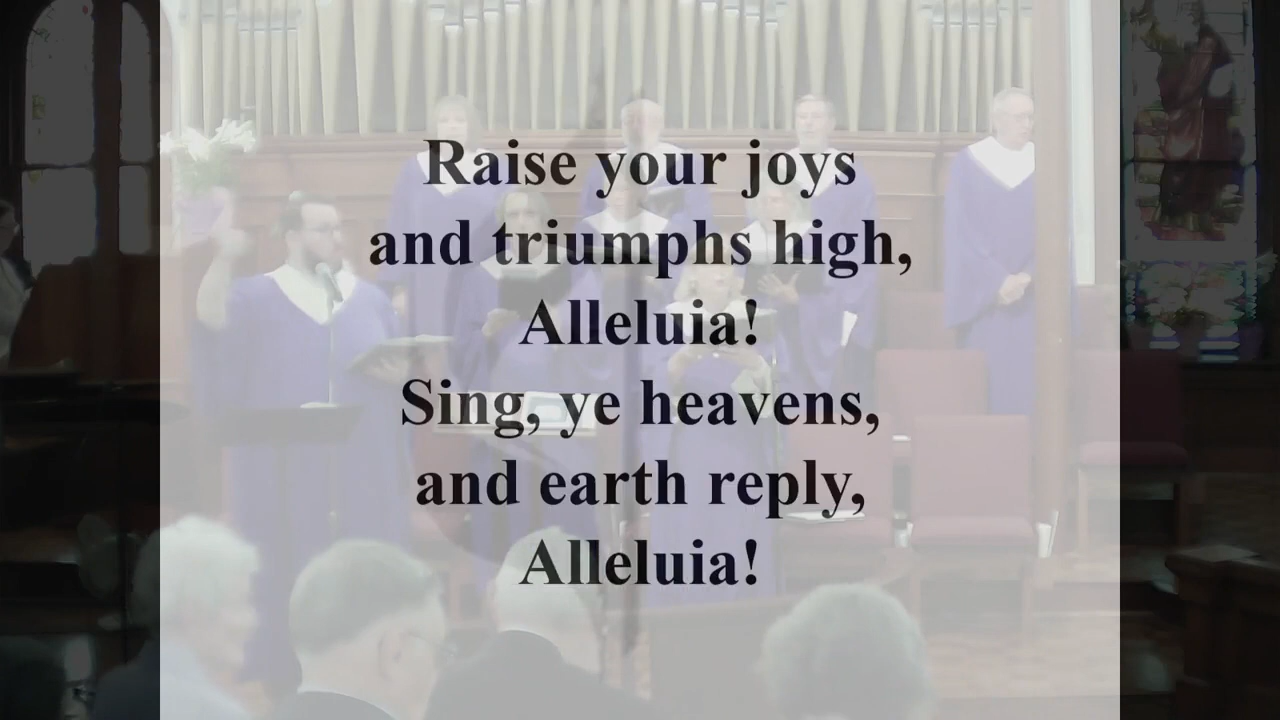 Raise your joys
and triumphs high,
Alleluia!
Sing, ye heavens,
and earth reply,
Alleluia!